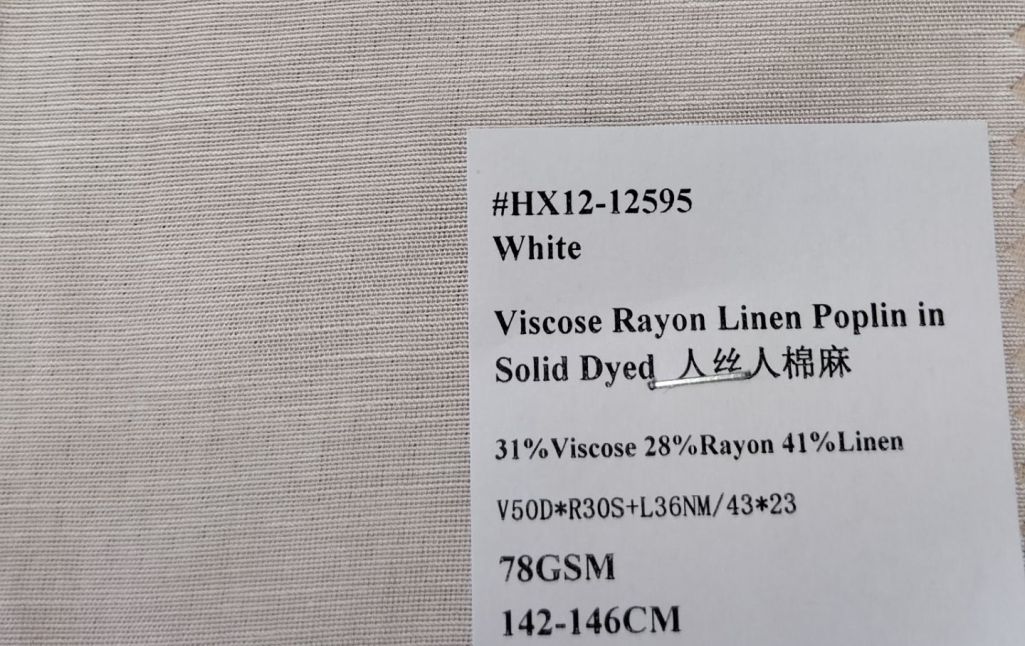 #HX12-12595
White
Viscose Rayon Linen Poplin in
Solid Dyed 人丝人棉麻
31%Viscose 28%Rayon 41%Linen
V50D*R30S+L36NM/43*23
78GSM
142-146CM